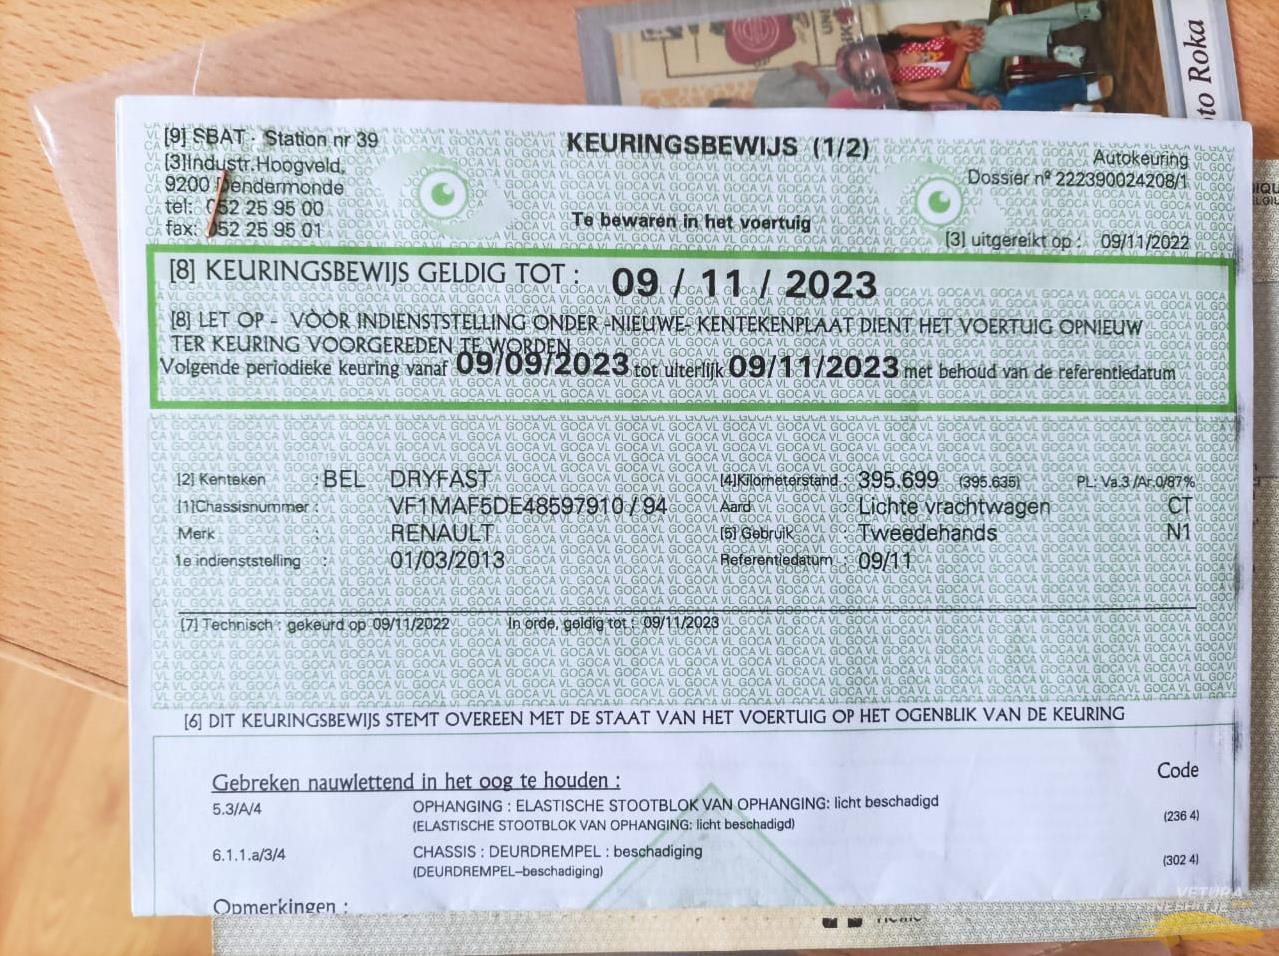 to Roka
[9] SBAT - Station nr 39
[3]Industr.Hoogveld,
9200 Dendermonde
tel: 052 25 95 00
fax: 052 25 95 01
KEURINGSBEWIJS (1/2)
Te bewaren in het voertuig
Autokeuring
Dossier nº 222390024208/1
[3] uitgereikt op : 09/11/2022
[8] KEURINGSBEWIJS GELDIG TOT : 09 / 11 / 2023
[8] LET OP - VÓÓR INDIENSTSTELLING ONDER -NIEUWE- KENTEKENPLAAT DIENT HET VOERTUIG OPNIEUW
TER KEURING VOORGEREDEN TE WORDEN
Volgende periodieke keuring vanaf 09/09/2023 tot uiterlijk 09/11/2023 met behoud van de referentiedatum
[2] Kenteken : BEL DRYFAST
[1]Chassisnummer : VF1MAF5DE48597910 / 94
Merk : RENAULT
1e indienststelling : 01/03/2013
[4]Kilometerstand : 395.699 (395.635) PL: Va.3 /Ar.0/87%
Aard : Lichte vrachtwagen CT
[5] Gebruik : Tweedehands N1
Referentiedatum : 09/11
[7] Technisch : gekeurd op 09/11/2022 In orde, geldig tot : 09/11/2023
[6] DIT KEURINGSBEWIJS STEMT OVEREEN MET DE STAAT VAN HET VOERTUIG OP HET OGENBLIK VAN DE KEURING
Gebreken nauwlettend in het oog te houden : Code
5.3/A/4 OPHANGING : ELASTISCHE STOOTBLOK VAN OPHANGING: licht beschadigd
(ELASTISCHE STOOTBLOK VAN OPHANGING: licht beschadigd) (236 4)
6.1.1.a/3/4 CHASSIS : DEURDREMPEL : beschadiging
(DEURDREMPEL-beschadiging) (302 4)
Opmerkingen :
VETURA
NESHITJE